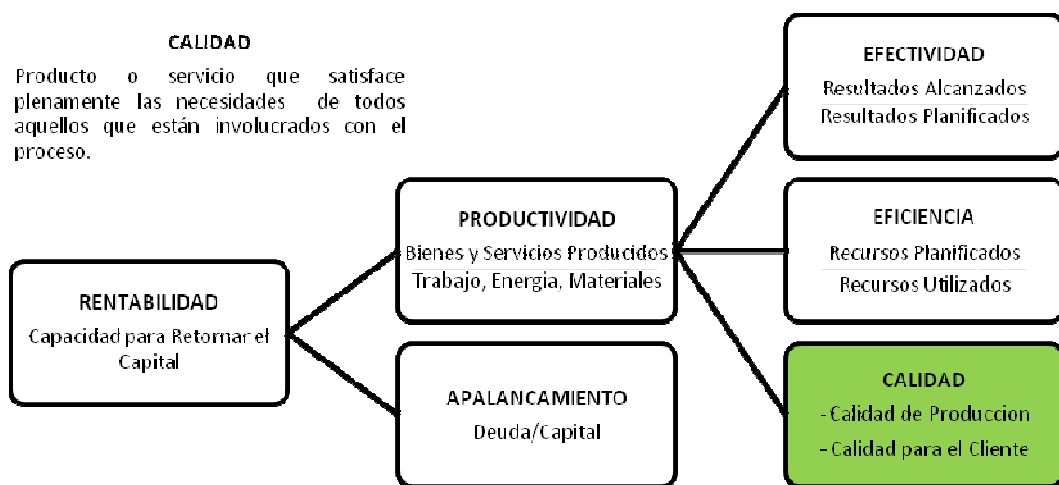 CALIDAD
Producto o servicio que satisface
plenamente las necesidades de todos
aquellos que están involucrados con el
proceso.
RENTABILIDAD
Capacidad para Retornar el
Capital
PRODUCTIVIDAD
Bienes y Servicios Producidos
Trabajo, Energia, Materiales
APALANCAMIENTO
Deuda/Capital
EFECTIVIDAD
Resultados Alcanzados
Resultados Planificados
EFICIENCIA
Recursos Planificados
Recursos Utilizados
CALIDAD
- Calidad de Produccion
- Calidad para el Cliente